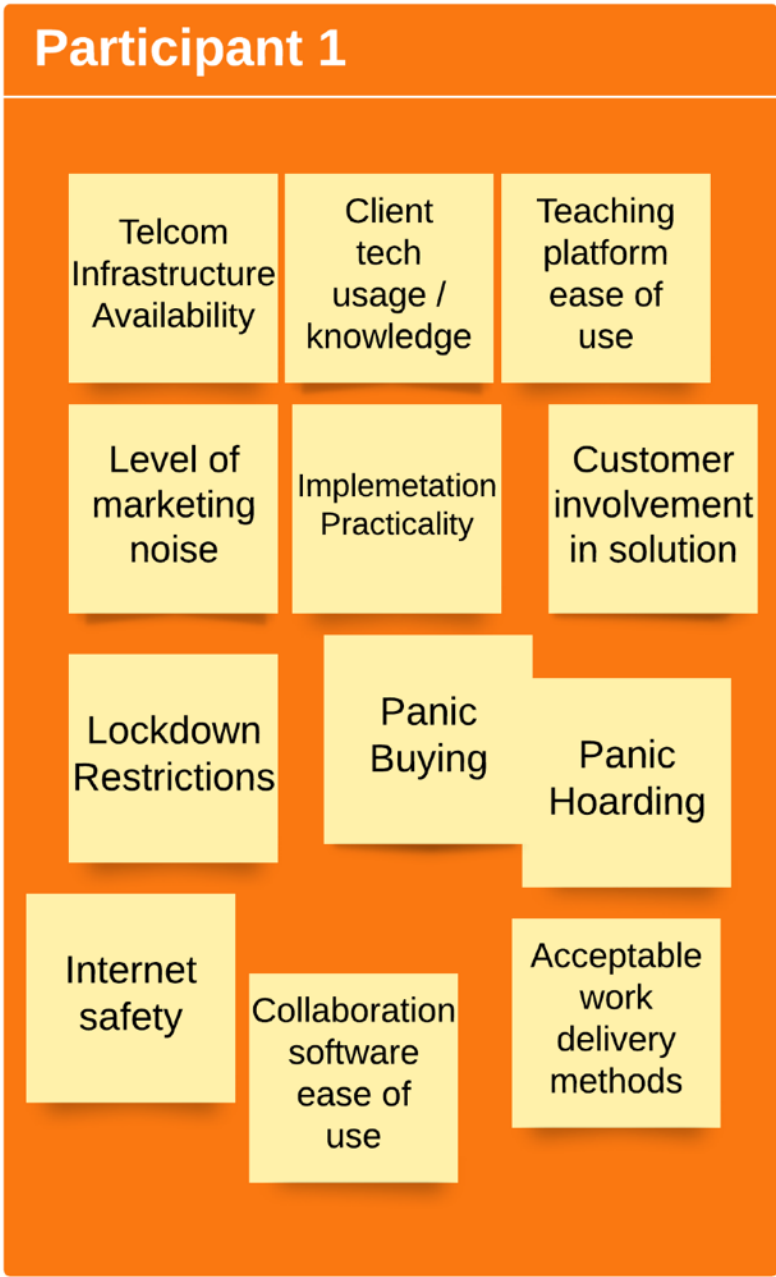 Participant 1
Telcom
Infrastructure
Availability
Client
tech
usage /
knowledge
Teaching
platform
ease of
use
Level of
marketing
noise
Implemetation
Practicality
Customer
involvement
in solution
Lockdown
Restrictions
Panic
Buying
Panic
Hoarding
Internet
safety
Collaboration
software
ease of
use
Acceptable
work
delivery
methods